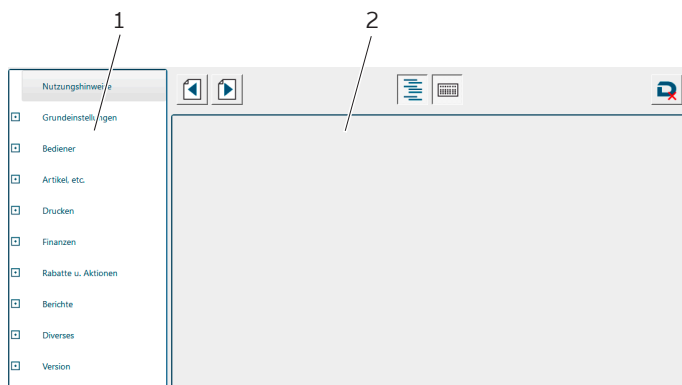 1
2
Nutzungshinweise
Grundeinstellungen
Bediener
Artikel, etc.
Drucken
Finanzen
Rabatte u. Aktionen
Berichte
Diverses
Version